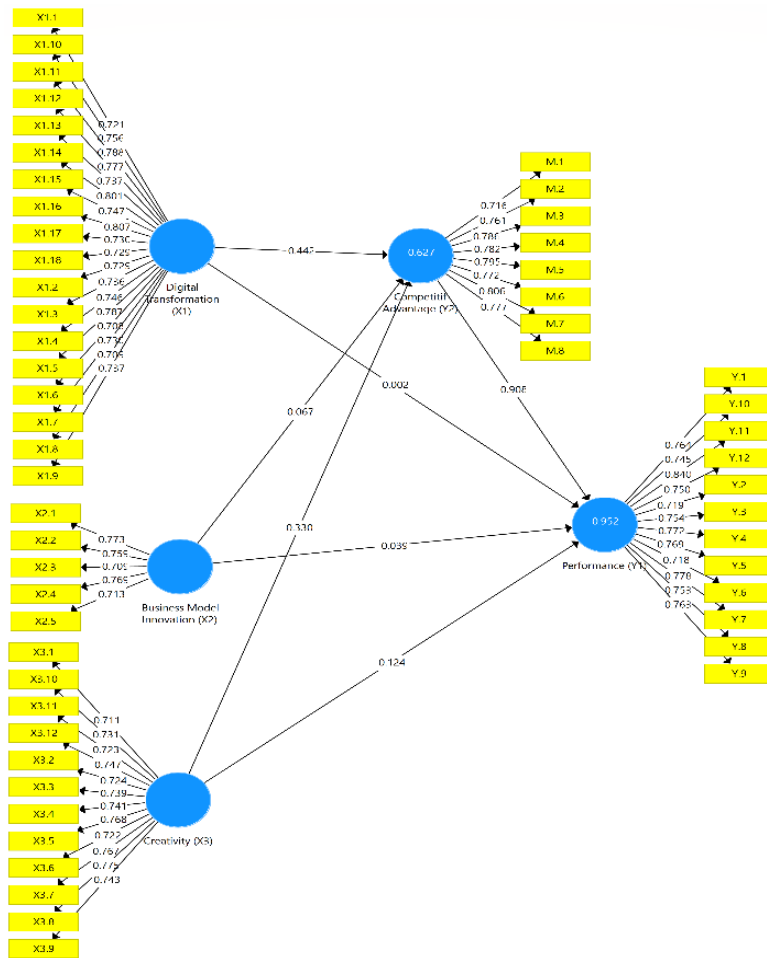 X1.1
X1.10
X1.11
X1.12
X1.13
X1.14
X1.15
X1.16
X1.17
X1.18
X1.2
X1.3
X1.4
X1.5
X1.6
X1.7
X1.8
X1.9
0.721
0.756
0.788
0.777
0.737
0.801
0.747
0.807
0.730
0.729
0.729
0.736
0.746
0.787
0.708
0.730
0.709
0.737
Digital
Transformation
(X1)
0.442
0.627
Competitif
Advantage (Y2)
0.716
0.761
0.786
0.782
0.795
0.772
0.806
0.777
M.1
M.2
M.3
M.4
M.5
M.6
M.7
M.8
0.067
0.002
0.908
0.330
X2.1
X2.2
X2.3
X2.4
X2.5
0.773
0.759
0.709
0.769
0.713
Business Model
Innovation (X2)
0.039
0.952
Performance (Y1)
0.764
0.745
0.840
0.750
0.719
0.754
0.772
0.769
0.718
0.778
0.753
0.763
Y.1
Y.10
Y.11
Y.12
Y.2
Y.3
Y.4
Y.5
Y.6
Y.7
Y.8
Y.9
0.124
X3.1
X3.10
X3.11
X3.12
X3.2
X3.3
X3.4
X3.5
X3.6
X3.7
X3.8
X3.9
0.711
0.731
0.723
0.747
0.724
0.739
0.741
0.768
0.722
0.767
0.775
0.743
Creativity (X3)